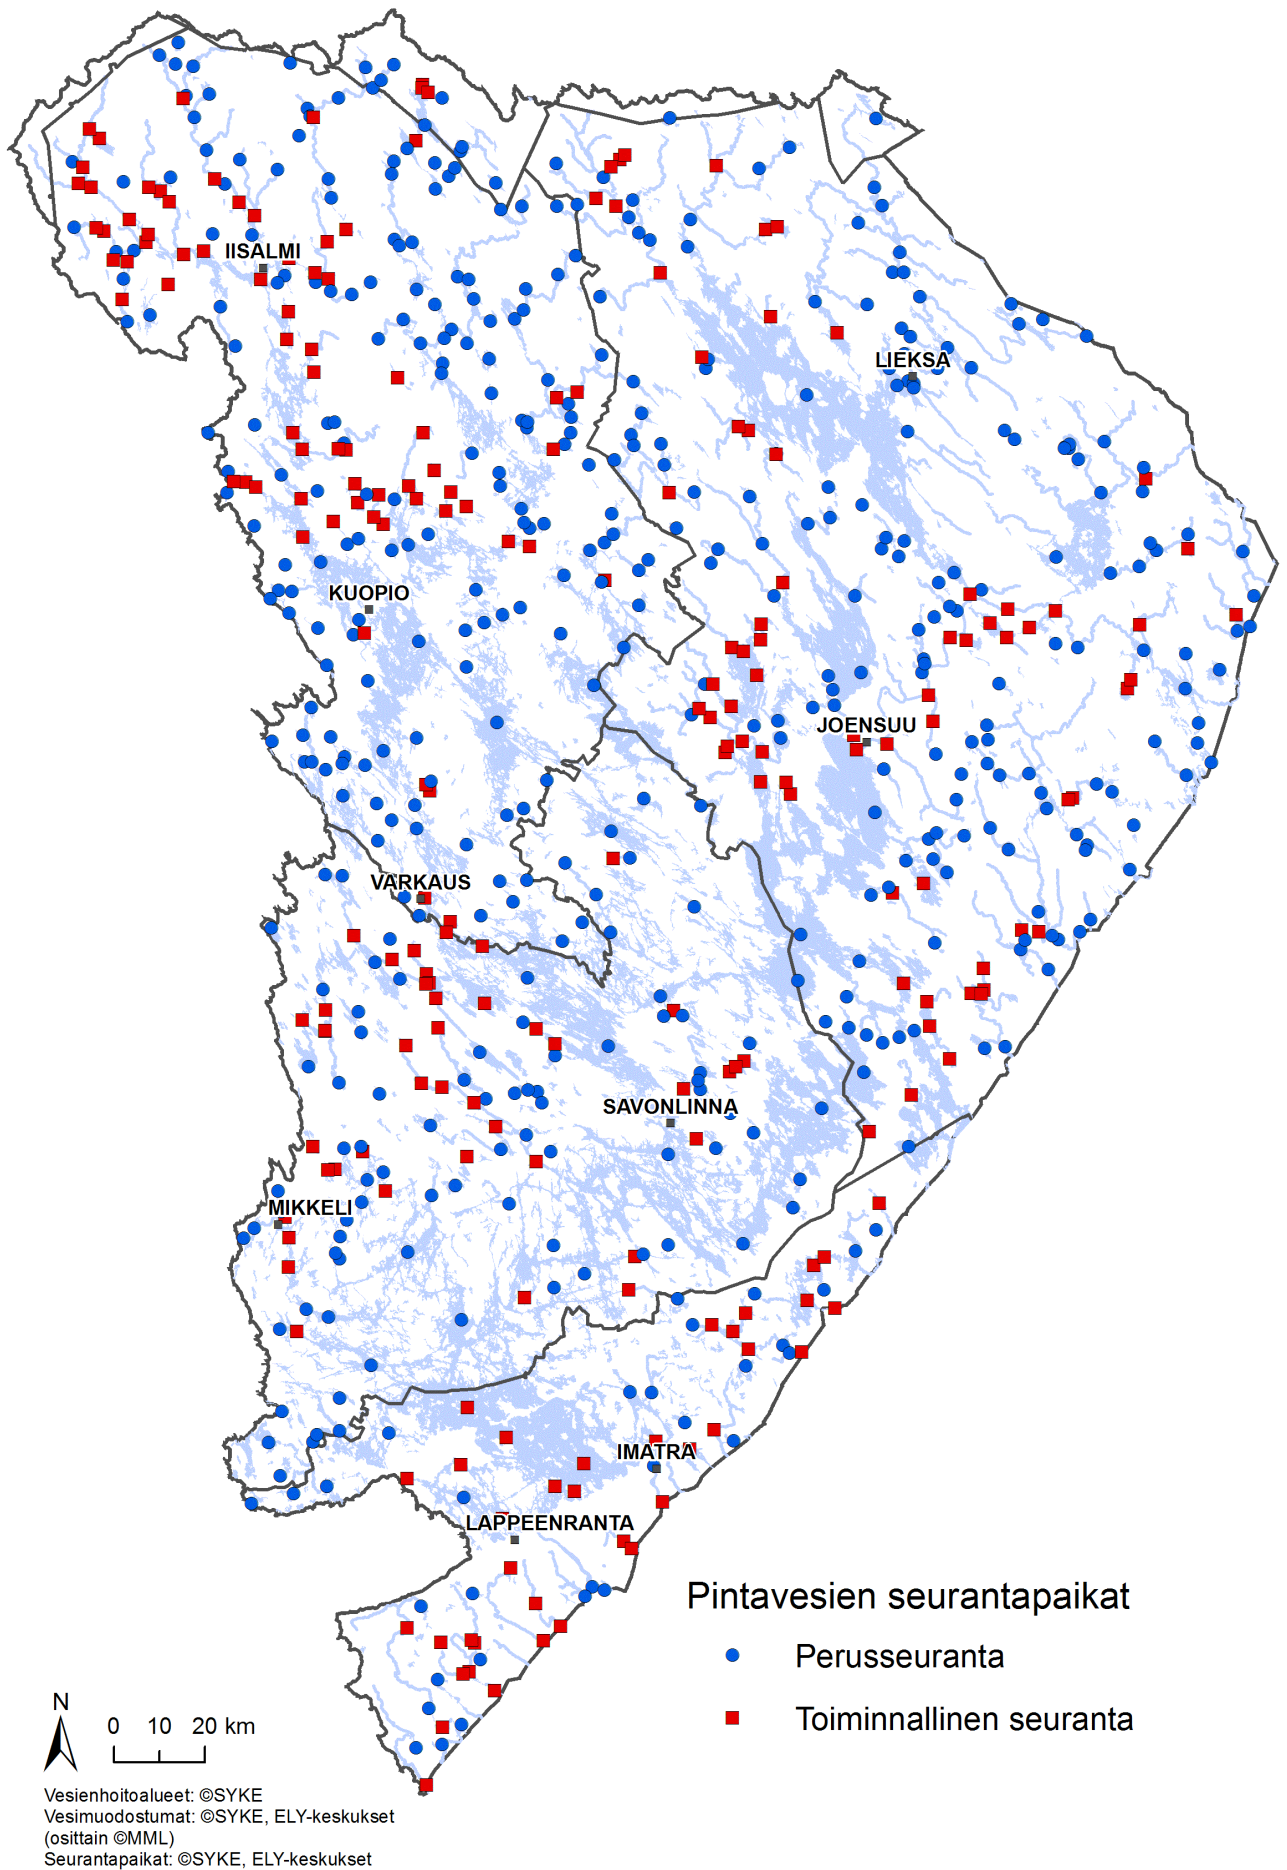 IISALMI
LIEKSA
KUOPIO
JOENSUU
VARKAUS
SAVONLINNA
MIKKELI
IMATRA
LAPPEENRANTA
Pintavesien seurantapaikat
Perusseuranta
Toiminnallinen seuranta
N
0 10 20 km
Vesienhoitoalueet: ©SYKE
Vesimuodostumat: ©SYKE, ELY-keskukset
(osittain ©MML)
Seurantapaikat: ©SYKE, ELY-keskukset